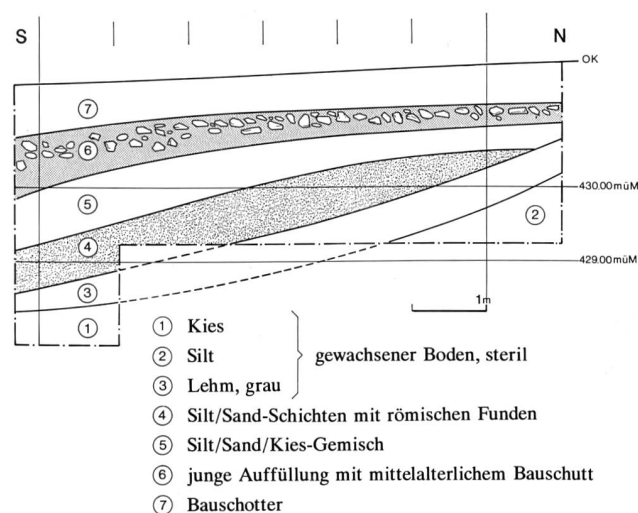 S
N
OK
⑦
⑥
⑤
430.00 müM
②
④
429.00 müM
③
①
1m
① Kies
② Silt
gewachsener Boden, steril
③ Lehm, grau
④ Silt/Sand-Schichten mit römischen Funden
⑤ Silt/Sand/Kies-Gemisch
⑥ junge Auffüllung mit mittelalterlichem Bauschutt
⑦ Bauschotter